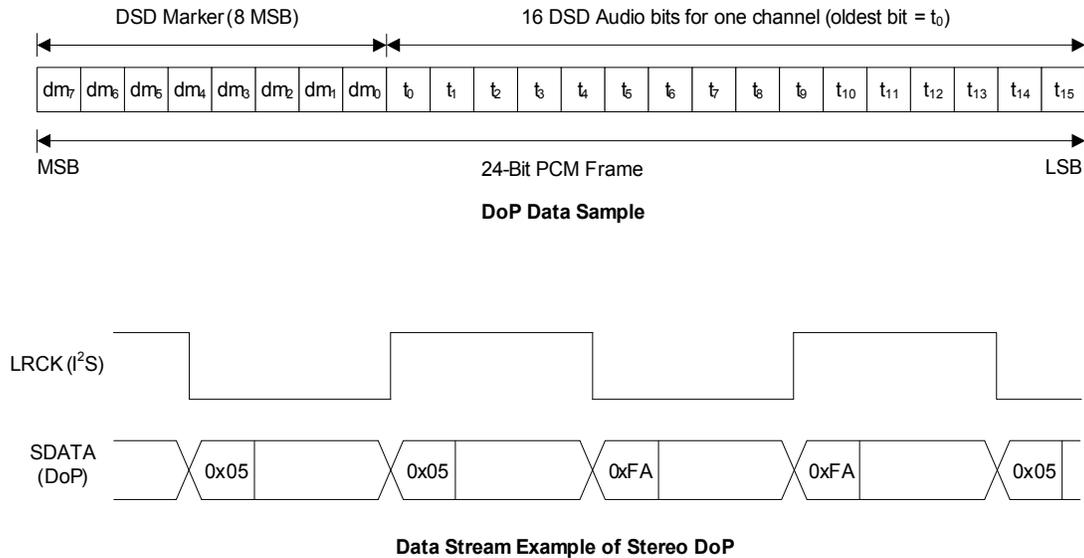 DSD Marker (8 MSB) 16 DSD Audio bits for one channel (oldest bit = t₀)
dm₇ dm₆ dm₅ dm₄ dm₃ dm₂ dm₁ dm₀ t₀ t₁ t₂ t₃ t₄ t₅ t₆ t₇ t₈ t₉ t₁₀ t₁₁ t₁₂ t₁₃ t₁₄ t₁₅
MSB 24-Bit PCM Frame LSB
DoP Data Sample
LRCK (I²S)
SDATA
(DoP)
0x05 0x05 0xFA 0xFA 0x05
Data Stream Example of Stereo DoP